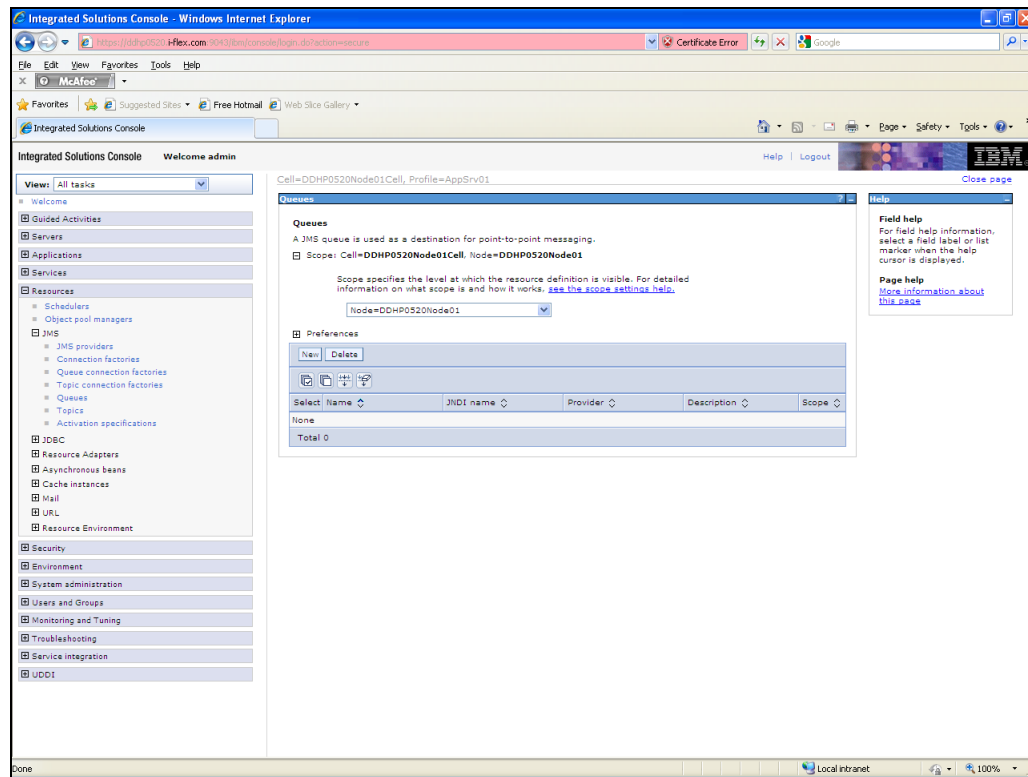 Integrated Solutions Console - Windows Internet Explorer
https://ddhp0520.i-flex.com:9043/ibm/console/login.do?action=secure
Certificate Error
Google
File Edit View Favorites Tools Help
McAfee
Favorites Suggested Sites Free Hotmail Web Slice Gallery
Integrated Solutions Console
Page Safety Tools
Integrated Solutions Console Welcome admin
Help | Logout
IBM.
View: All tasks
Welcome
Guided Activities
Servers
Applications
Services
Resources
Schedulers
Object pool managers
JMS
JMS providers
Connection factories
Queue connection factories
Topic connection factories
Queues
Topics
Activation specifications
JDBC
Resource Adapters
Asynchronous beans
Cache instances
Mail
URL
Resource Environment
Security
Environment
System administration
Users and Groups
Monitoring and Tuning
Troubleshooting
Service integration
UDDI
Cell=DDHP0520Node01Cell, Profile=AppSrv01
Close page
Queues
? -
Queues
A JMS queue is used as a destination for point-to-point messaging.
Scope: Cell=DDHP0520Node01Cell, Node=DDHP0520Node01
Scope specifies the level at which the resource definition is visible. For detailed
information on what scope is and how it works, see the scope settings help.
Node=DDHP0520Node01
Preferences
New Delete
Select Name JNDI name Provider Description Scope
None
Total 0
Help
Field help
For field help information,
select a field label or list
marker when the help
cursor is displayed.
Page help
More information about
this page
Done
Local intranet
100%